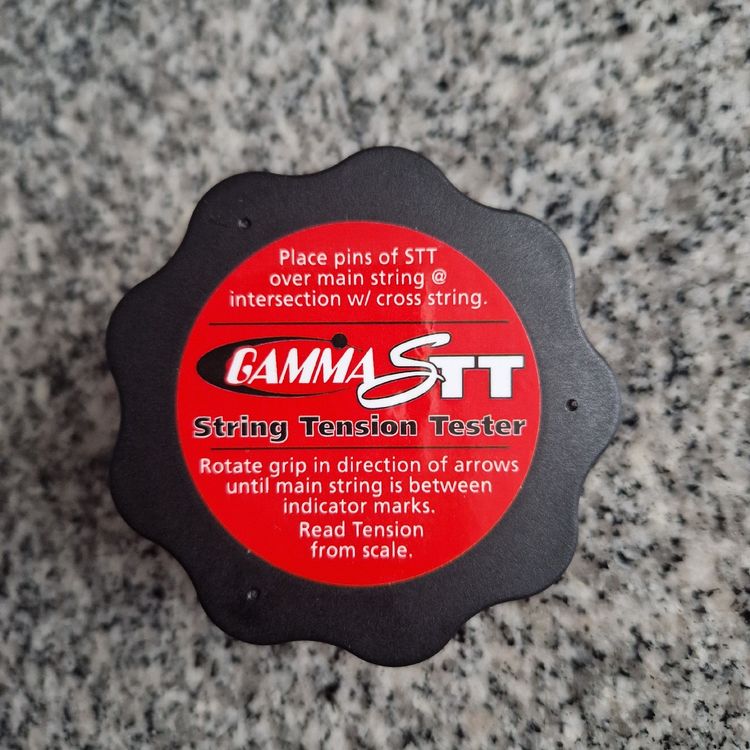 Place pins of STT
over main string @
intersection w/ cross string.
GAMMA STT
String Tension Tester
Rotate grip in direction of arrows
until main string is between
indicator marks.
Read Tension
from scale.